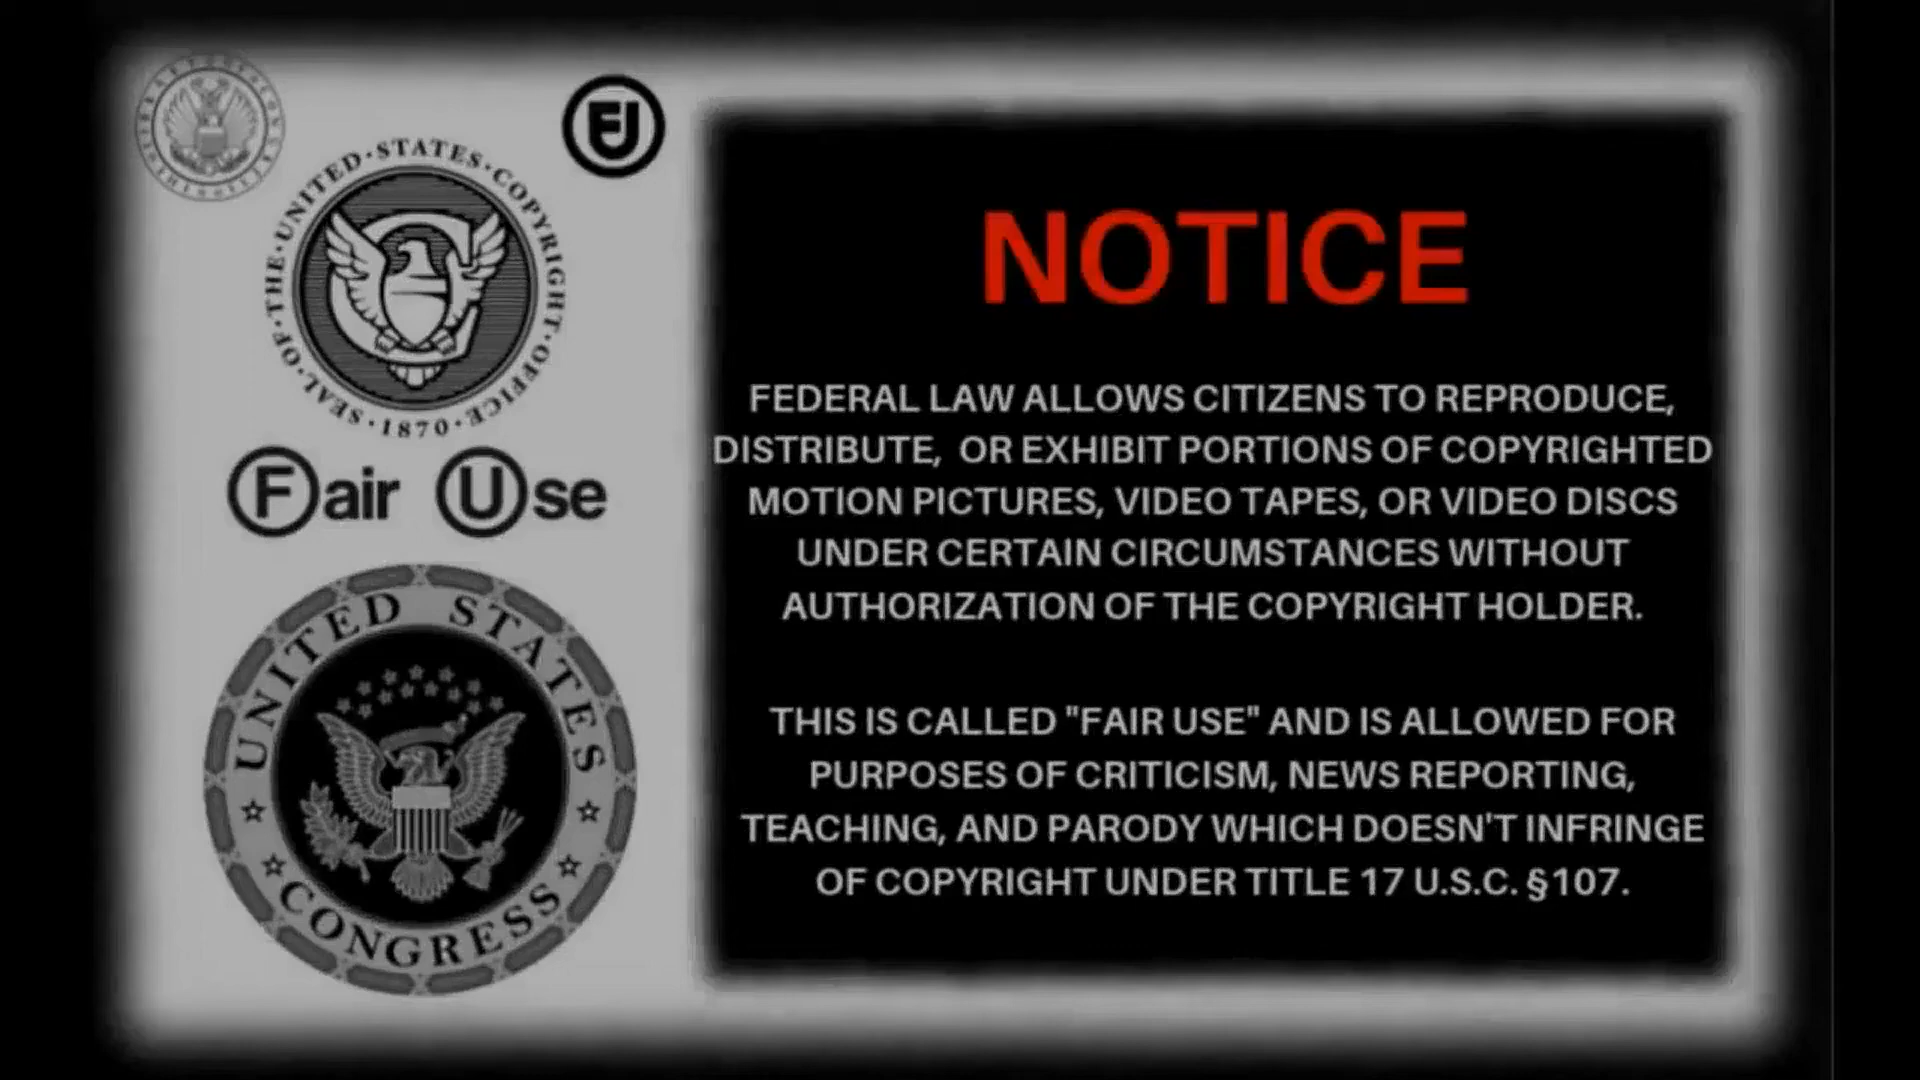 ·THE·UNITED·STATES·COPYRIGHT·OFFICE·
SEAL·OF·
·1870·
Fair Use
UNITED STATES
CONGRESS
NOTICE
FEDERAL LAW ALLOWS CITIZENS TO REPRODUCE,
DISTRIBUTE, OR EXHIBIT PORTIONS OF COPYRIGHTED
MOTION PICTURES, VIDEO TAPES, OR VIDEO DISCS
UNDER CERTAIN CIRCUMSTANCES WITHOUT
AUTHORIZATION OF THE COPYRIGHT HOLDER.
THIS IS CALLED "FAIR USE" AND IS ALLOWED FOR
PURPOSES OF CRITICISM, NEWS REPORTING,
TEACHING, AND PARODY WHICH DOESN'T INFRINGE
OF COPYRIGHT UNDER TITLE 17 U.S.C. §107.